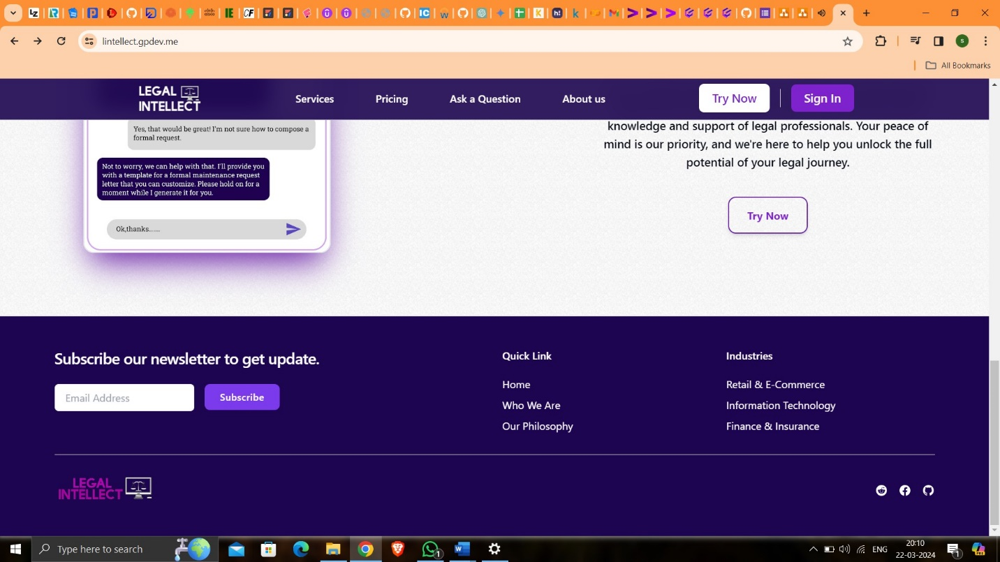 lintellect.gpdev.me
All Bookmarks
LEGAL
INTELLECT
Services
Pricing
Ask a Question
About us
Try Now
Sign In
Yes, that would be great! I'm not sure how to compose a
formal request.
Not to worry, we can help with that. I'll provide you
with a template for a formal maintenance request
letter that you can customize. Please hold on for a
moment while I generate it for you.
Ok,thanks.......
knowledge and support of legal professionals. Your peace of
mind is our priority, and we're here to help you unlock the full
potential of your legal journey.
Try Now
Subscribe our newsletter to get update.
Email Address
Subscribe
Quick Link
Home
Who We Are
Our Philosophy
Industries
Retail & E-Commerce
Information Technology
Finance & Insurance
LEGAL
INTELLECT
Type here to search
1
ENG
20:10
22-03-2024
1